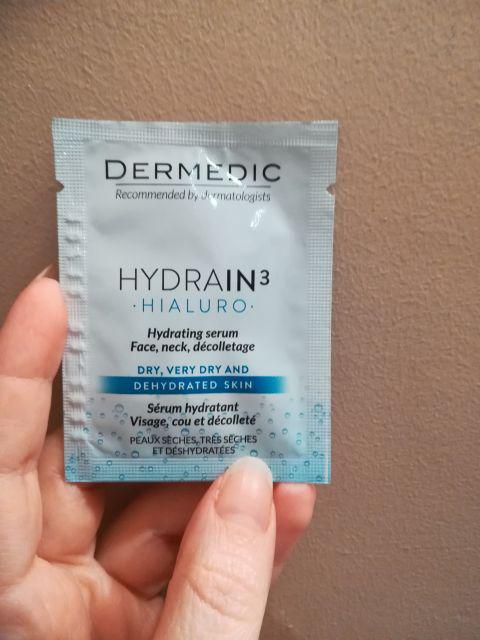 DERMEDIC
Recommended by dermatologists
HYDRAIN³
·HIALURO·
Hydrating serum
Face, neck, décolletage
DRY, VERY DRY AND
DEHYDRATED SKIN
Sérum hydratant
Visage, cou et décolleté
PEAUX SÈCHES, TRÈS SÈCHES
ET DÉSHYDRATÉES